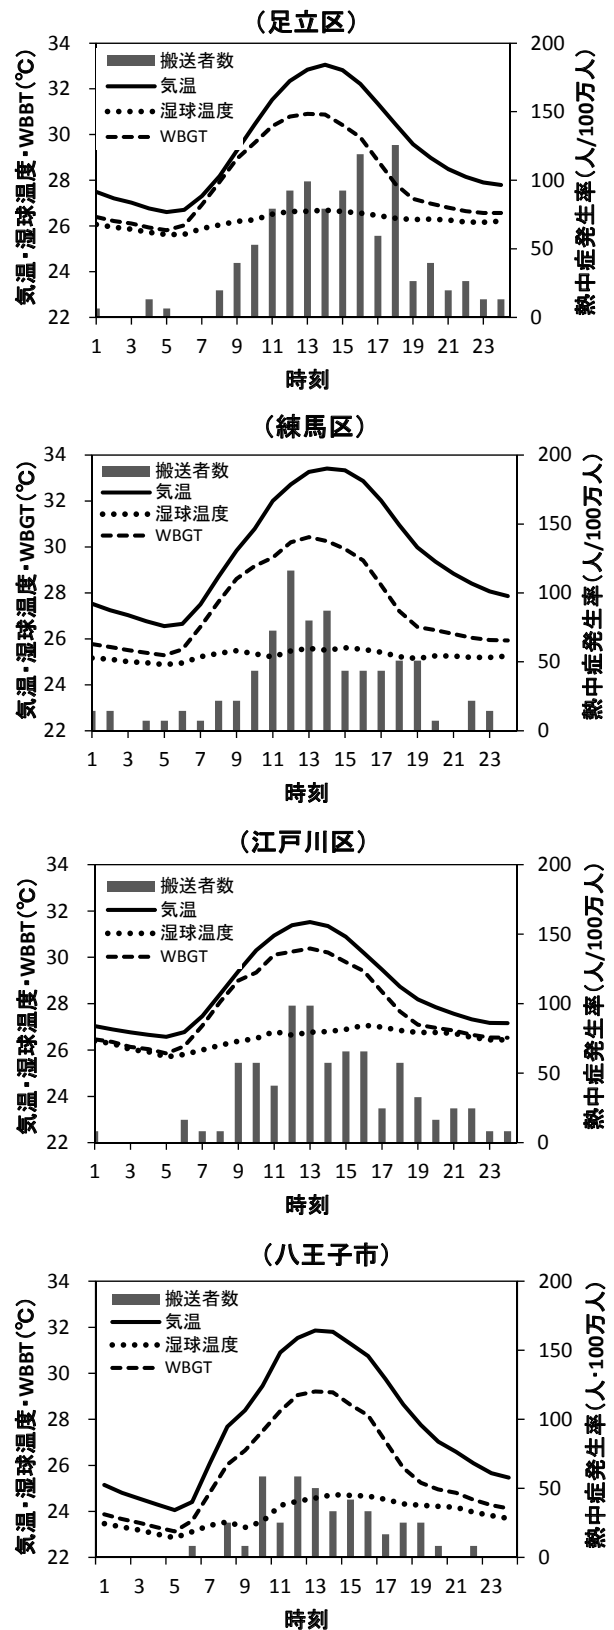 （足立区）
搬送者数
気温
湿球温度
WBGT
気温・湿球温度・WBBT(℃)
熱中症発生率(人/100万人)
34
32
30
28
26
24
22
200
150
100
50
0
1 3 5 7 9 11 13 15 17 19 21 23
時刻
（練馬区）
搬送者数
気温
湿球温度
WBGT
気温・湿球温度・WBGT(℃)
熱中症発生率(人/100万人)
34
32
30
28
26
24
22
200
150
100
50
0
1 3 5 7 9 11 13 15 17 19 21 23
時刻
（江戸川区）
搬送者数
気温
湿球温度
WBGT
気温・湿球温度・WBBT(℃)
熱中症発生率(人/100万人)
34
32
30
28
26
24
22
200
150
100
50
0
1 3 5 7 9 11 13 15 17 19 21 23
時刻
（八王子市）
搬送者数
気温
湿球温度
WBGT
気温・湿球温度・WBBT(℃)
熱中症発生率(人・100万人)
34
32
30
28
26
24
22
200
150
100
50
0
1 3 5 7 9 11 13 15 17 19 21 23
時刻